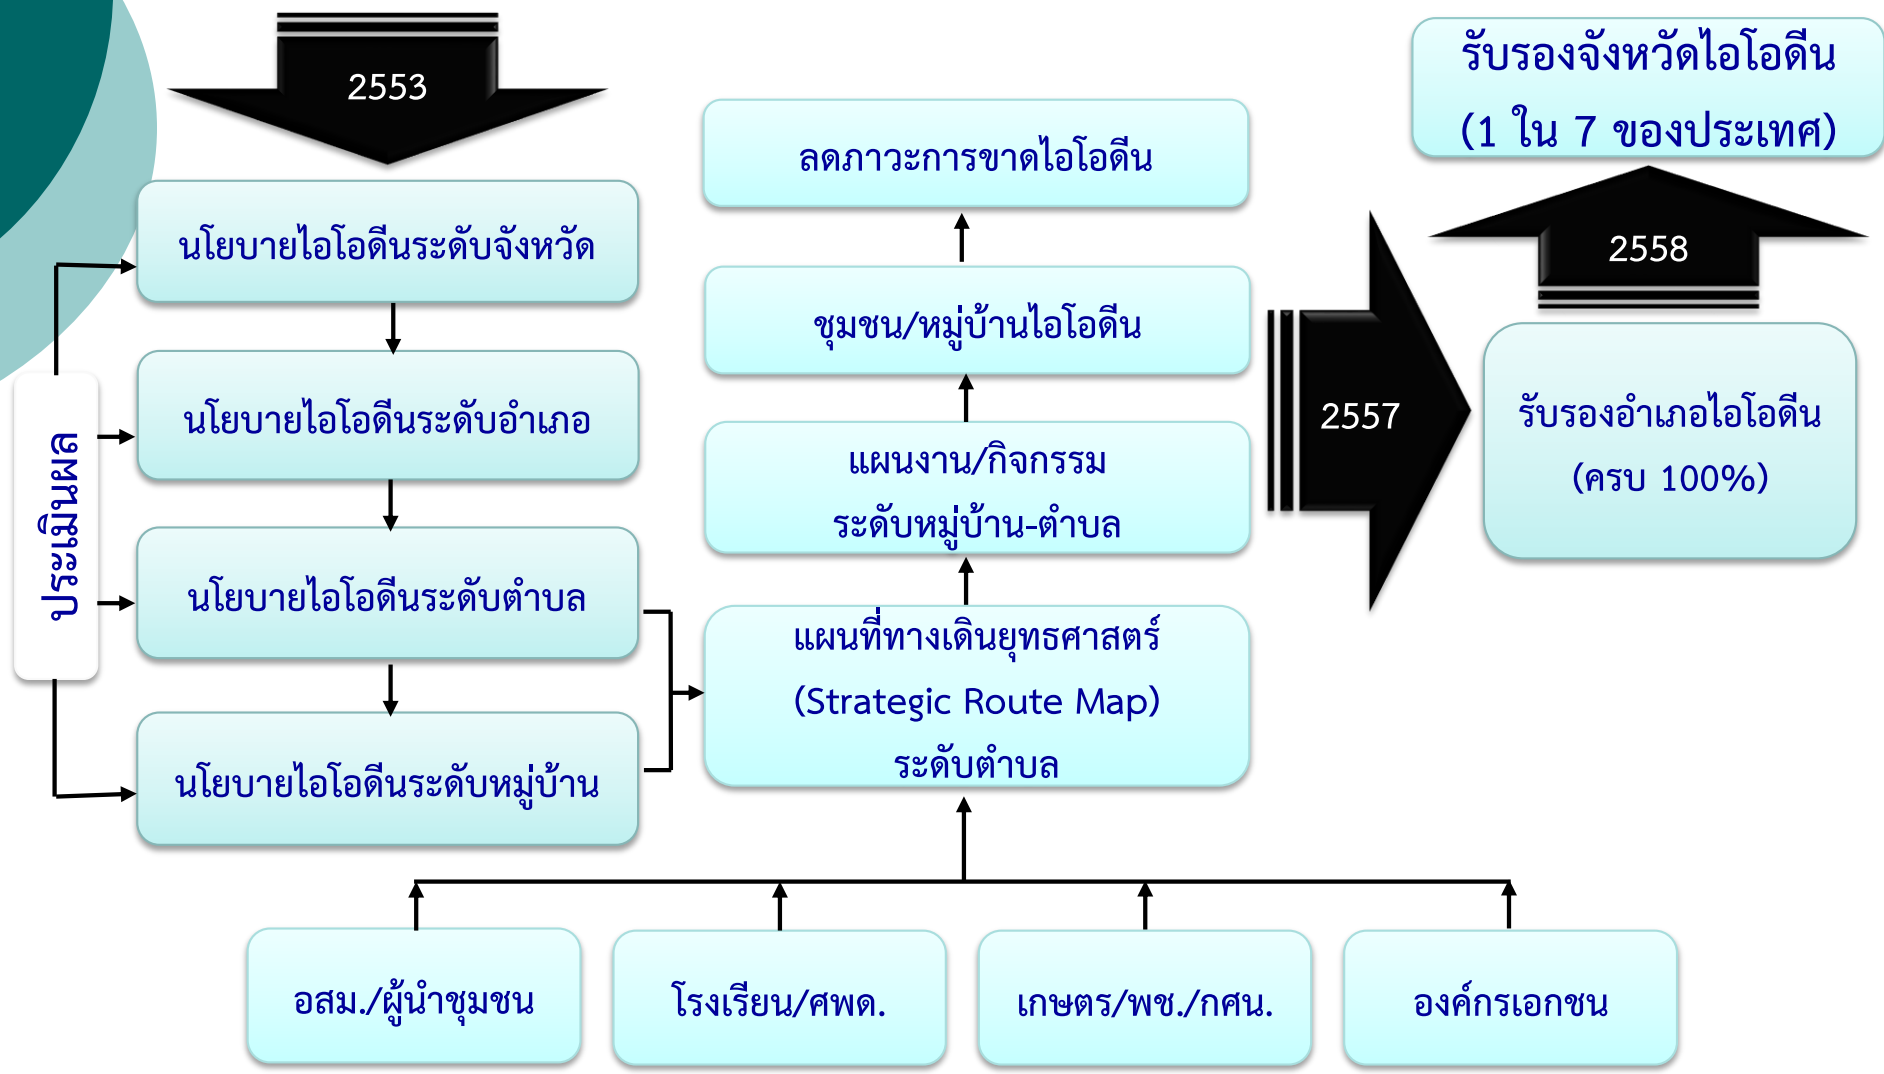 2553
นโยบายไอโอดีนระดับจังหวัด
นโยบายไอโอดีนระดับอำเภอ
นโยบายไอโอดีนระดับตำบล
นโยบายไอโอดีนระดับหมู่บ้าน
ประเมินผล
ลดภาวะการขาดไอโอดีน
ชุมชน/หมู่บ้านไอโอดีน
แผนงาน/กิจกรรม
ระดับหมู่บ้าน-ตำบล
แผนที่ทางเดินยุทธศาสตร์
(Strategic Route Map)
ระดับตำบล
อสม./ผู้นำชุมชน
โรงเรียน/ศพด.
เกษตร/พช./กศน.
องค์กรเอกชน
2557
รับรองอำเภอไอโอดีน
(ครบ 100%)
2558
รับรองจังหวัดไอโอดีน
(1 ใน 7 ของประเทศ)